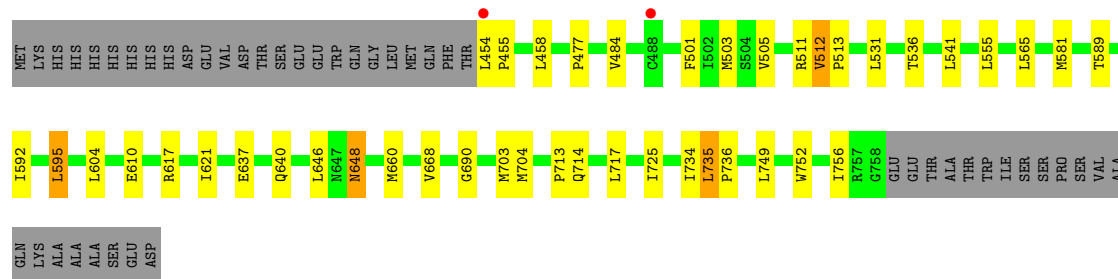 MET LYS HIS HIS HIS HIS HIS HIS HIS HIS ASP GLU VAL ASP THR SER GLU GLU TRP GLN GLY LEU MET GLN PHE THR L454 P455 L458 P477 V484 C488 F501 I502 M503 S504 V505 R511 V512 P513 L531 T536 L541 L555 L565 M581 T589
I592 L595 L604 E610 R617 I621 E637 Q640 L646 N647 N648 M660 V668 G690 M703 M704 P713 Q714 L717 I725 I734 L735 P736 L749 W752 I756 R757 G758 GLU GLU THR ALA THR TRP ILE SER SER PRO SER VAL ALA
GLN LYS ALA ALA ALA SER GLU ASP